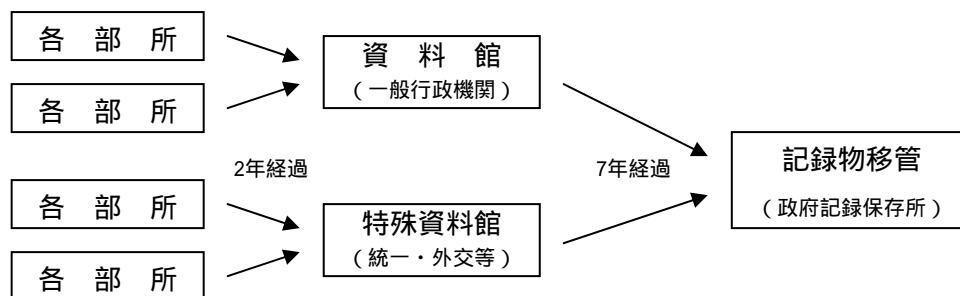 各 部 所
各 部 所
資 料 館
(一般行政機関)
2年経過
7年経過
記録物移管
(政府記録保存所)
各 部 所
各 部 所
特殊資料館
(統一・外交等)